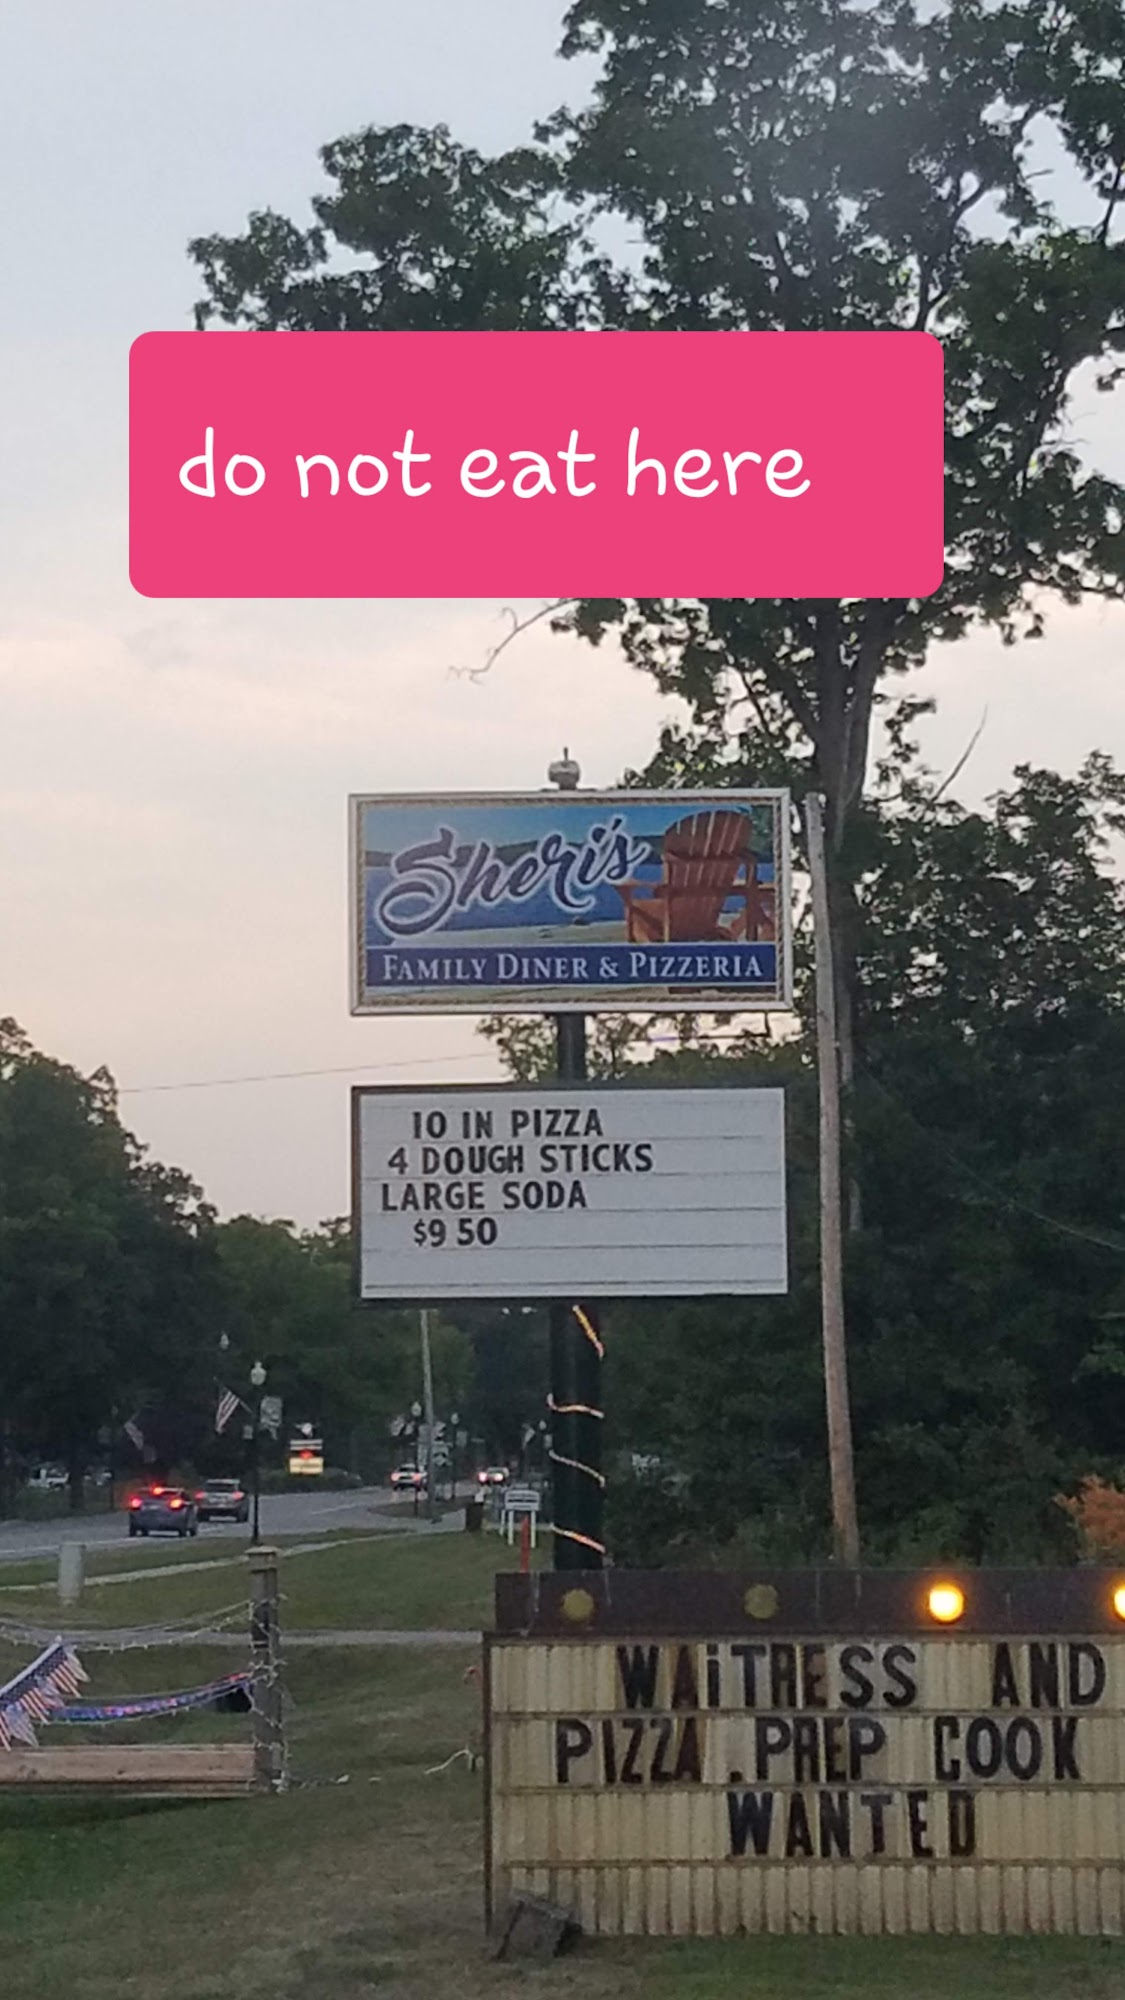 do not eat here
Sheri's
FAMILY DINER & PIZZERIA
10 IN PIZZA
4 DOUGH STICKS
LARGE SODA
$9 50
WAiTRESS AND
PIZZA .PREP COOK
WANTED